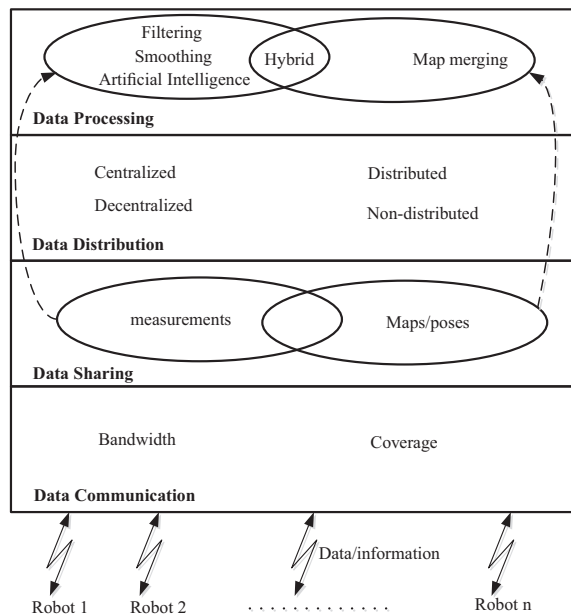 Filtering
Smoothing
Artificial Intelligence
Hybrid
Map merging
Data Processing
Centralized
Distributed
Decentralized
Non-distributed
Data Distribution
measurements
Maps/poses
Data Sharing
Bandwidth
Coverage
Data Communication
Data/information
Robot 1
Robot 2
. . . . . . . . . . . . .
Robot n